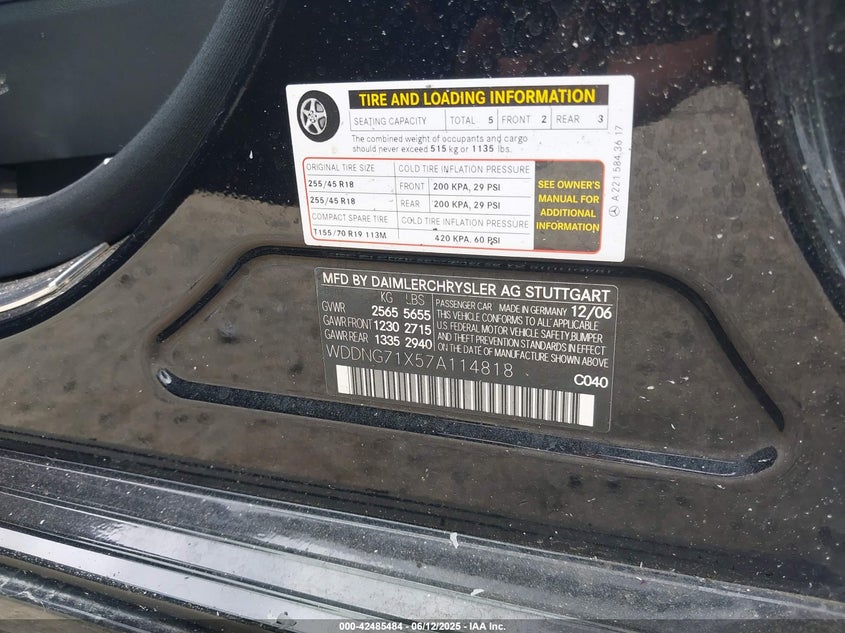 TIRE AND LOADING INFORMATION
SEATING CAPACITY TOTAL 5 FRONT 2 REAR 3
The combined weight of occupants and cargo
should never exceed 515 kg or 1135 lbs.
ORIGINAL TIRE SIZE COLD TIRE INFLATION PRESSURE
255/45 R18 FRONT 200 KPA, 29 PSI
255/45 R18 REAR 200 KPA, 29 PSI
COMPACT SPARE TIRE COLD TIRE INFLATION PRESSURE
T155/70 R19 113M 420 KPA, 60 PSI
SEE OWNER'S
MANUAL FOR
ADDITIONAL
INFORMATION
A 221 584 36 17
MFD BY DAIMLERCHRYSLER AG STUTTGART
KG LBS
GVWR 2565 5655
GAWR FRONT 1230 2715
GAWR REAR 1335 2940
PASSENGER CAR MADE IN GERMANY 12/06
THIS VEHICLE CONFORMS TO ALL APPLICABLE
U.S. FEDERAL MOTOR VEHICLE SAFETY, BUMPER
AND THEFT PREVENTION STANDARDS IN EFFECT
ON THE DATE OF MANUFACTURE SHOWN ABOVE
WDDNG71X57A114818
C040
000-42485484 - 06/12/2025 - IAA Inc.